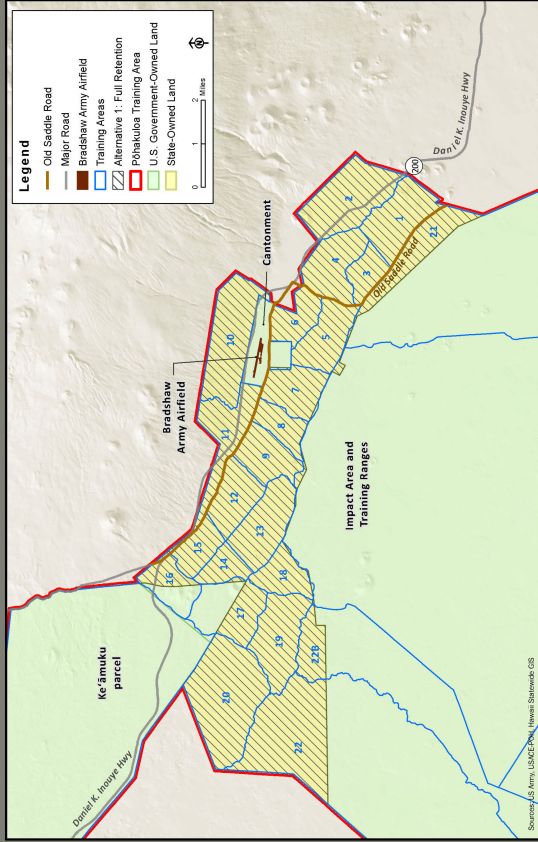 Legend
Old Saddle Road
Major Road
Bradshaw Army Airfield
Training Areas
Alternative 1: Full Retention
Pōhakuloa Training Area
U.S. Government-Owned Land
State-Owned Land
0
1
2
Miles
N
Daniel K. Inouye Hwy
Ke‘āmuku
parcel
Bradshaw
Army Airfield
Cantonment
Daniel K. Inouye Hwy
200
Old Saddle Road
Impact Area and
Training Ranges
16
15
14
12
11
10
13
9
8
7
6
5
4
3
2
1
21
17
18
19
20
22
22B
Sources: US Army, USACE-POH, Hawaii Statewide GIS